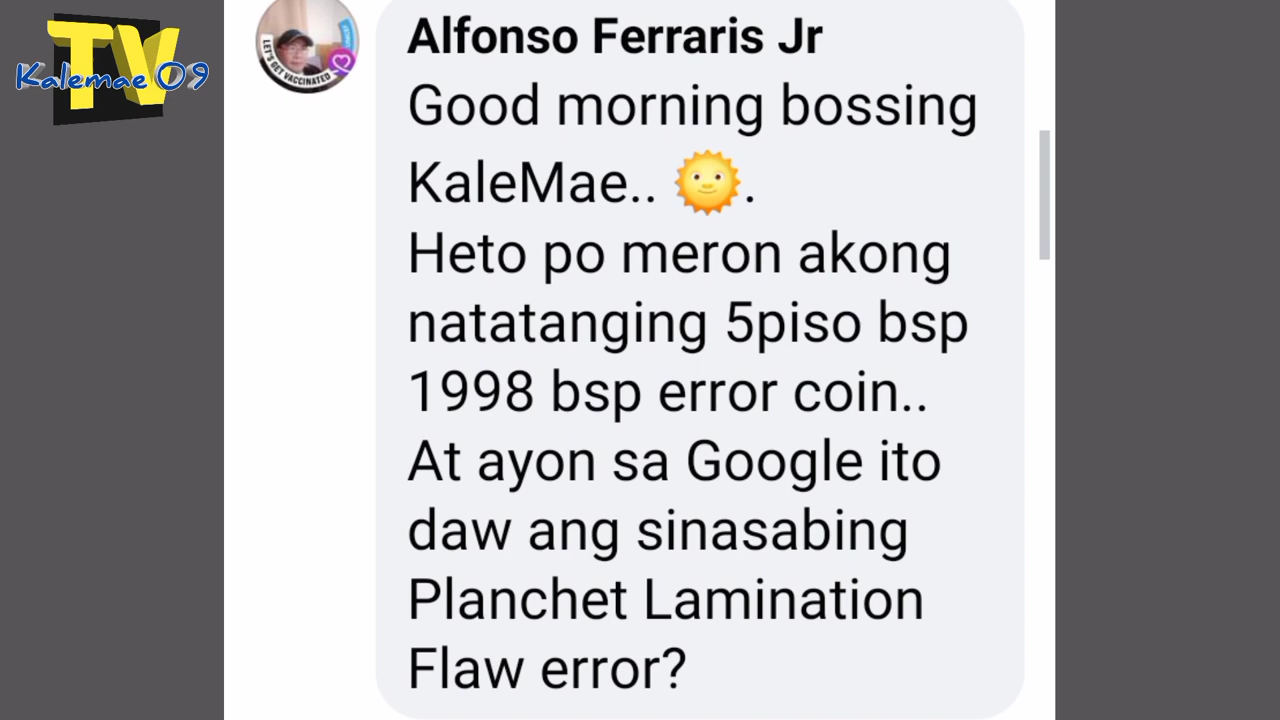 TV
Kalemae 09
LET'S GET VACCINATED
Alfonso Ferraris Jr
Good morning bossing
KaleMae.. 🌞.
Heto po meron akong
natatanging 5piso bsp
1998 bsp error coin..
At ayon sa Google ito
daw ang sinasabing
Planchet Lamination
Flaw error?